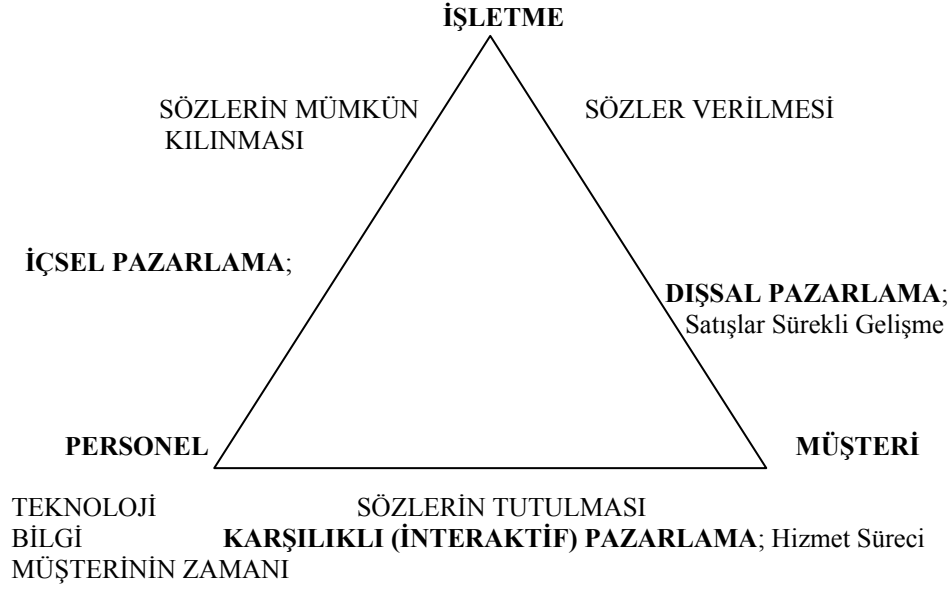 İŞLETME
SÖZLERİN MÜMKÜN
KILINMASI
SÖZLER VERİLMESİ
İÇSEL PAZARLAMA;
DIŞSAL PAZARLAMA;
Satışlar Sürekli Gelişme
PERSONEL
MÜŞTERİ
TEKNOLOJİ
SÖZLERİN TUTULMASI
BİLGİ
KARŞILIKLI (İNTERAKTİF) PAZARLAMA; Hizmet Süreci
MÜŞTERİNİN ZAMANI